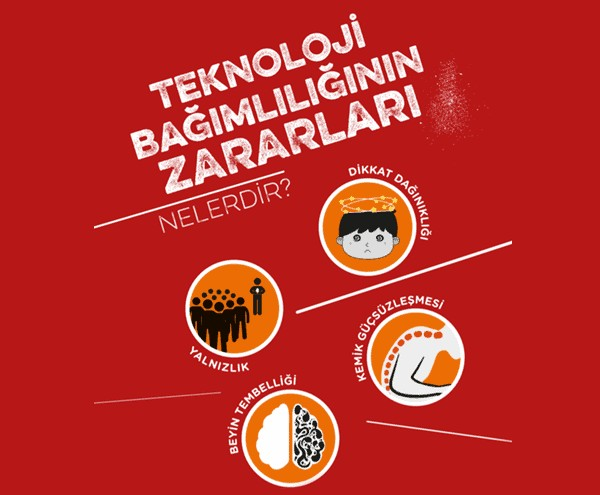 TEKNOLOJİ
BAĞIMLILIĞININ
ZARARLARI
NELERDİR?
DİKKAT DAĞINIKLIĞI
YALNIZLIK
KEMİK GÜÇSÜZLEŞMESİ
BEYİN TEMBELLİĞİ